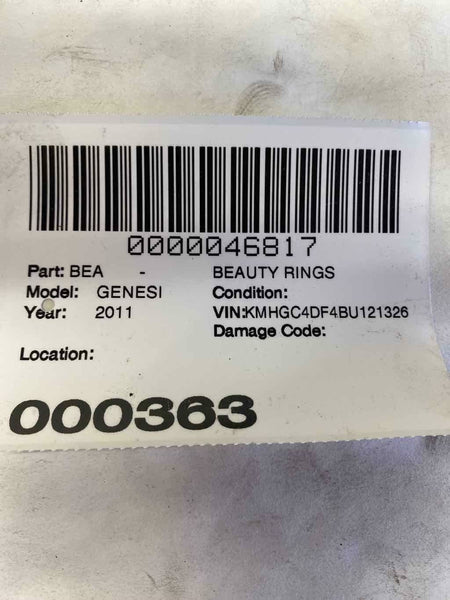 0000046817
Part: BEA - BEAUTY RINGS
Model: GENESI Condition:
Year: 2011 VIN:KMHGC4DF4BU121326
Damage Code:
Location:
000363